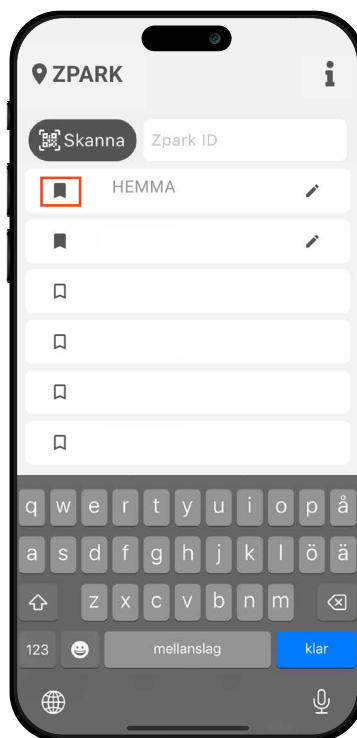 ZPARK
Skanna
Zpark ID
HEMMA
q w e r t y u i o p å
a s d f g h j k l ö ä
z x c v b n m
123 mellanslag klar